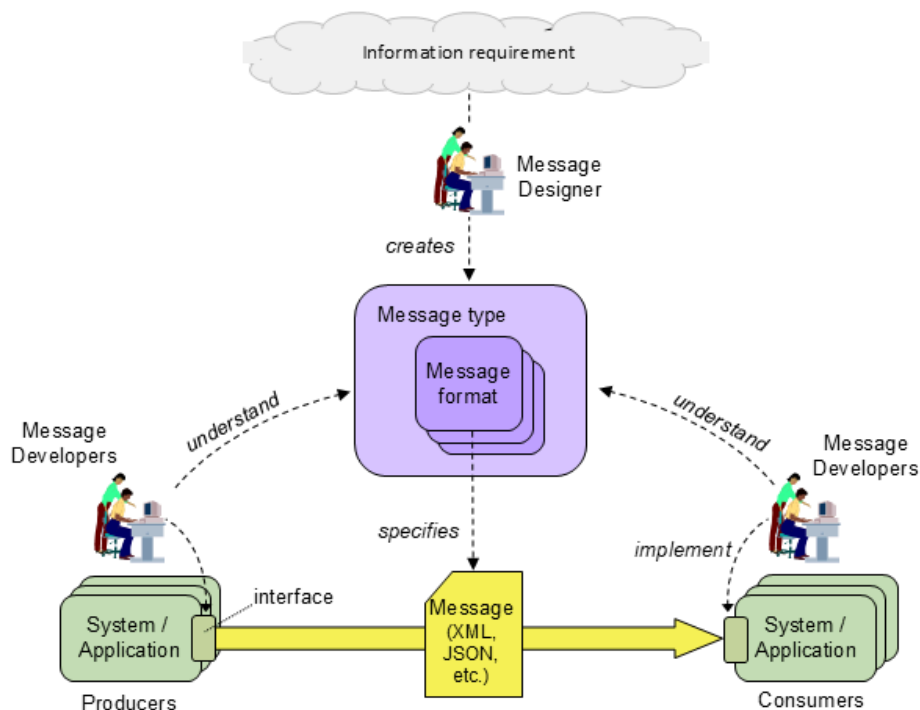 Information requirement
Message
Designer
creates
Message type
Message
format
understand
understand
Message
Developers
Message
Developers
specifies
implement
interface
System /
Application
Message
(XML,
JSON,
etc.)
System /
Application
Producers
Consumers